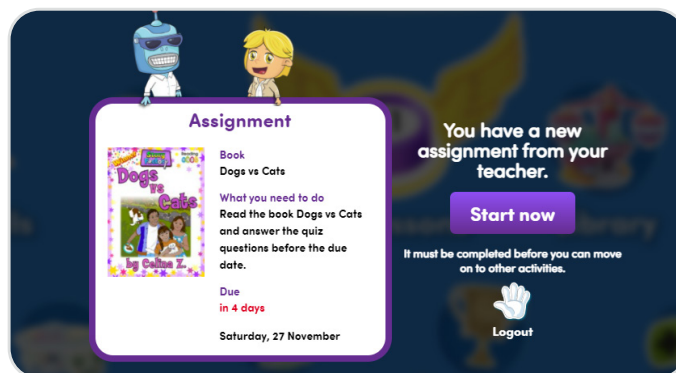 Assignment
Dogs
vs
Cats
by Celina Z.
Book
Dogs vs Cats
What you need to do
Read the book Dogs vs Cats
and answer the quiz
questions before the due
date.
Due
in 4 days
Saturday, 27 November
You have a new
assignment from your
teacher.
Start now
It must be completed before you can move
on to other activities.
Logout